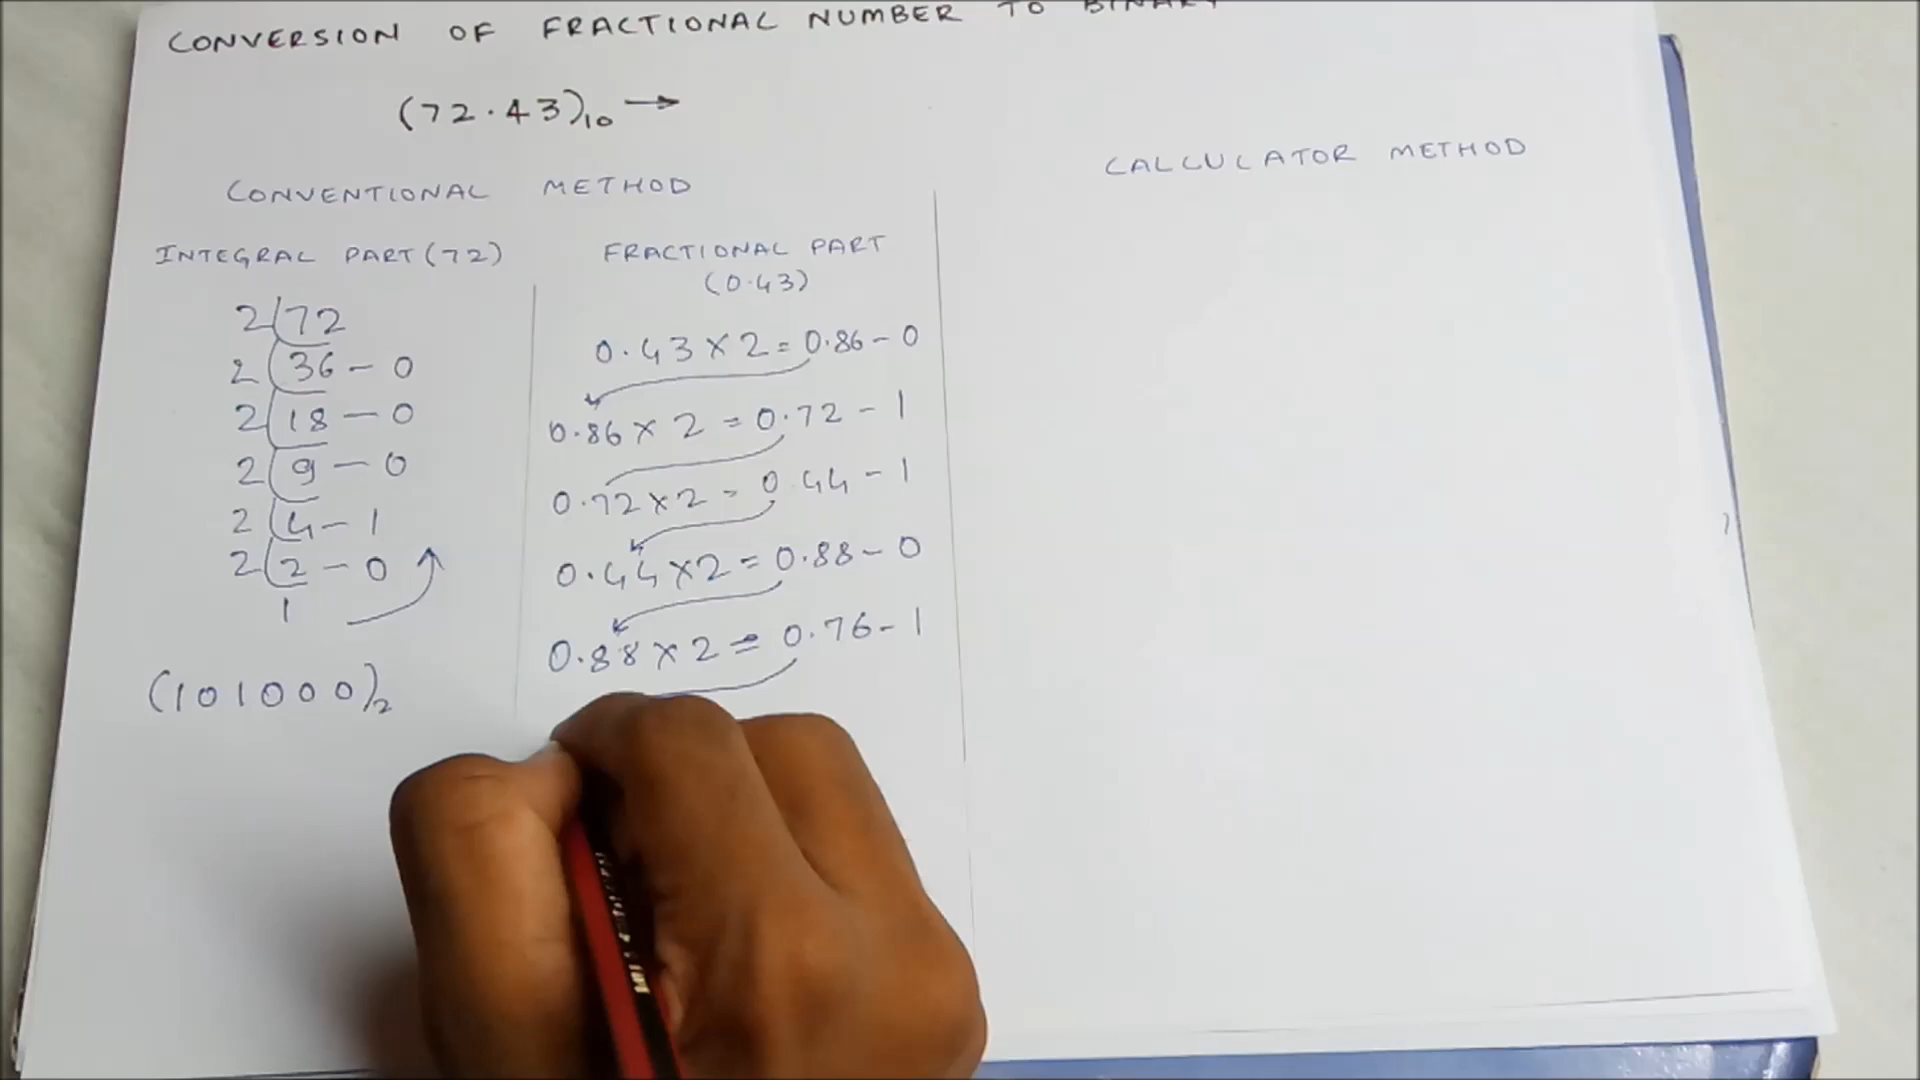 CONVERSION OF FRACTIONAL NUMBER TO BINARY
(72.43)10 →
CONVENTIONAL METHOD
INTEGRAL PART (72)
2 72
2 36 - 0
2 18 - 0
2 9 - 0
2 4 - 1
2 2 - 0
1
(101000)2
FRACTIONAL PART
(0.43)
0.43 × 2 = 0.86 - 0
0.86 × 2 = 0.72 - 1
0.72 × 2 = 0.44 - 1
0.44 × 2 = 0.88 - 0
0.88 × 2 = 0.76 - 1
CALCULATOR METHOD